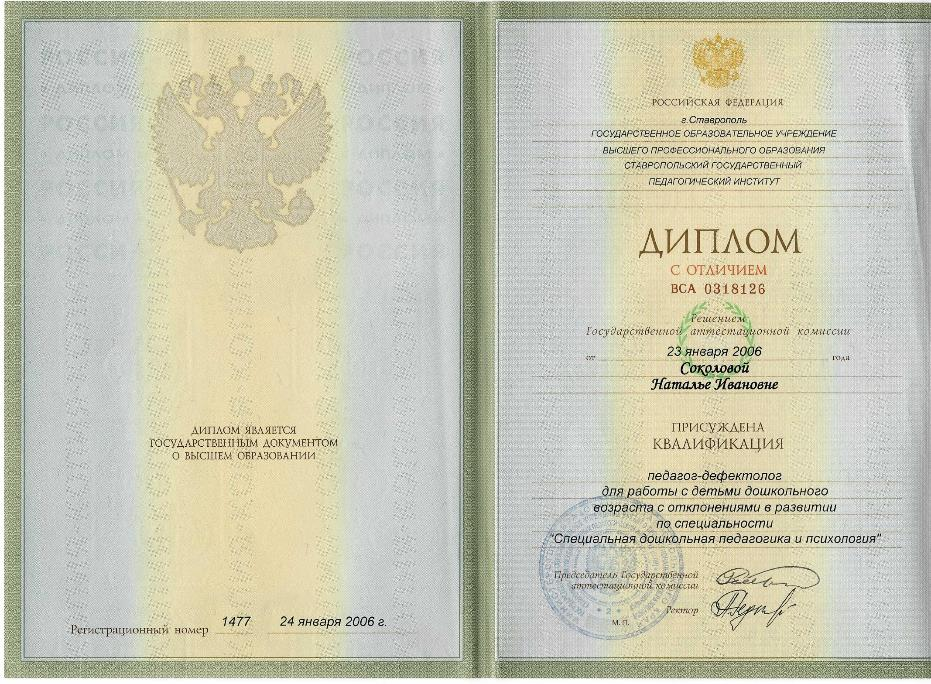 ДИПЛОМ ЯВЛЯЕТСЯ
ГОСУДАРСТВЕННЫМ ДОКУМЕНТОМ
О ВЫСШЕМ ОБРАЗОВАНИИ
Регистрационный номер 1477 24 января 2006 г.
РОССИЙСКАЯ ФЕДЕРАЦИЯ
г.Ставрополь
ГОСУДАРСТВЕННОЕ ОБРАЗОВАТЕЛЬНОЕ УЧРЕЖДЕНИЕ
ВЫСШЕГО ПРОФЕССИОНАЛЬНОГО ОБРАЗОВАНИЯ
СТАВРОПОЛЬСКИЙ ГОСУДАРСТВЕННЫЙ
ПЕДАГОГИЧЕСКИЙ ИНСТИТУТ
ДИПЛОМ
С ОТЛИЧИЕМ
ВСА 0318126
Решением
Государственной аттестационной комиссии
от 23 января 2006 года
Соколовой
Наталье Ивановне
ПРИСУЖДЕНА
КВАЛИФИКАЦИЯ
педагог-дефектолог
для работы с детьми дошкольного
возраста с отклонениями в развитии
по специальности
"Специальная дошкольная педагогика и психология"
Председатель Государственной
аттестационной комиссии
Ректор
М. П.